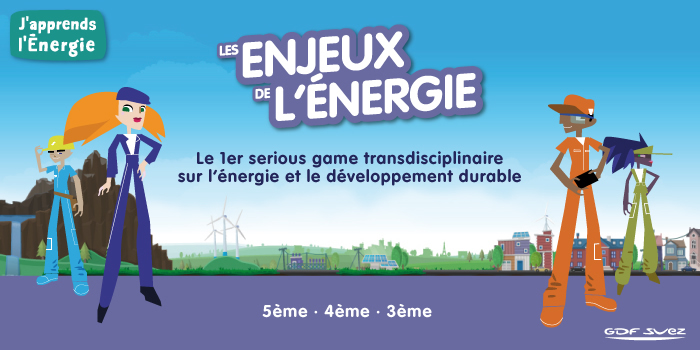 J'apprends
l'Énergie
LES
ENJEUX
DE
L'ÉNERGIE
Le 1er serious game transdisciplinaire
sur l'énergie et le développement durable
5ème · 4ème · 3ème
GDF SUEZ